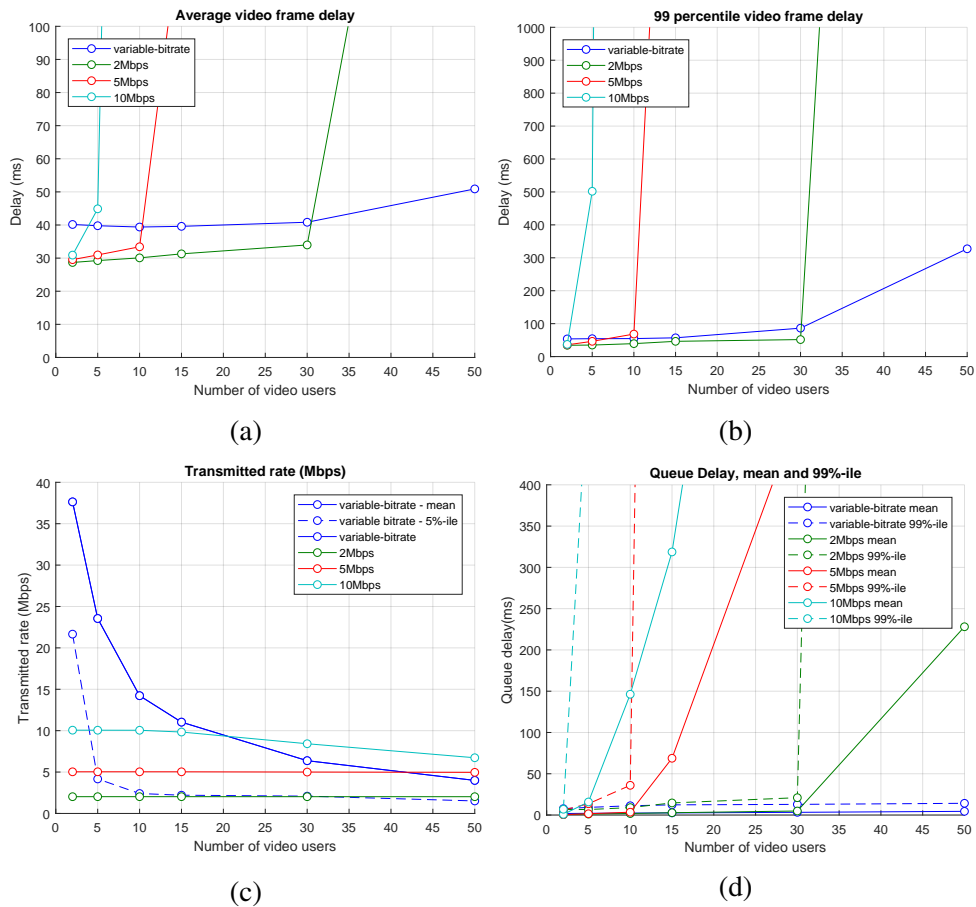 Average video frame delay
100
90
80
70
60
50
40
30
20
10
0
Delay (ms)
variable-bitrate
2Mbps
5Mbps
10Mbps
0 5 10 15 20 25 30 35 40 45 50
Number of video users
(a)
99 percentile video frame delay
1000
900
800
700
600
500
400
300
200
100
0
Delay (ms)
variable-bitrate
2Mbps
5Mbps
10Mbps
0 5 10 15 20 25 30 35 40 45 50
Number of video users
(b)
Transmitted rate (Mbps)
40
35
30
25
20
15
10
5
0
Transmitted rate (Mbps)
variable-bitrate - mean
variable bitrate - 5%-ile
variable-bitrate
2Mbps
5Mbps
10Mbps
0 5 10 15 20 25 30 35 40 45 50
Number of video users
(c)
Queue Delay, mean and 99%-ile
400
350
300
250
200
150
100
50
0
Queue delay(ms)
variable-bitrate mean
variable-bitrate 99%-ile
2Mbps mean
2Mbps 99%-ile
5Mbps mean
5Mbps 99%-ile
10Mbps mean
10Mbps 99%-ile
0 5 10 15 20 25 30 35 40 45 50
Number of video users
(d)